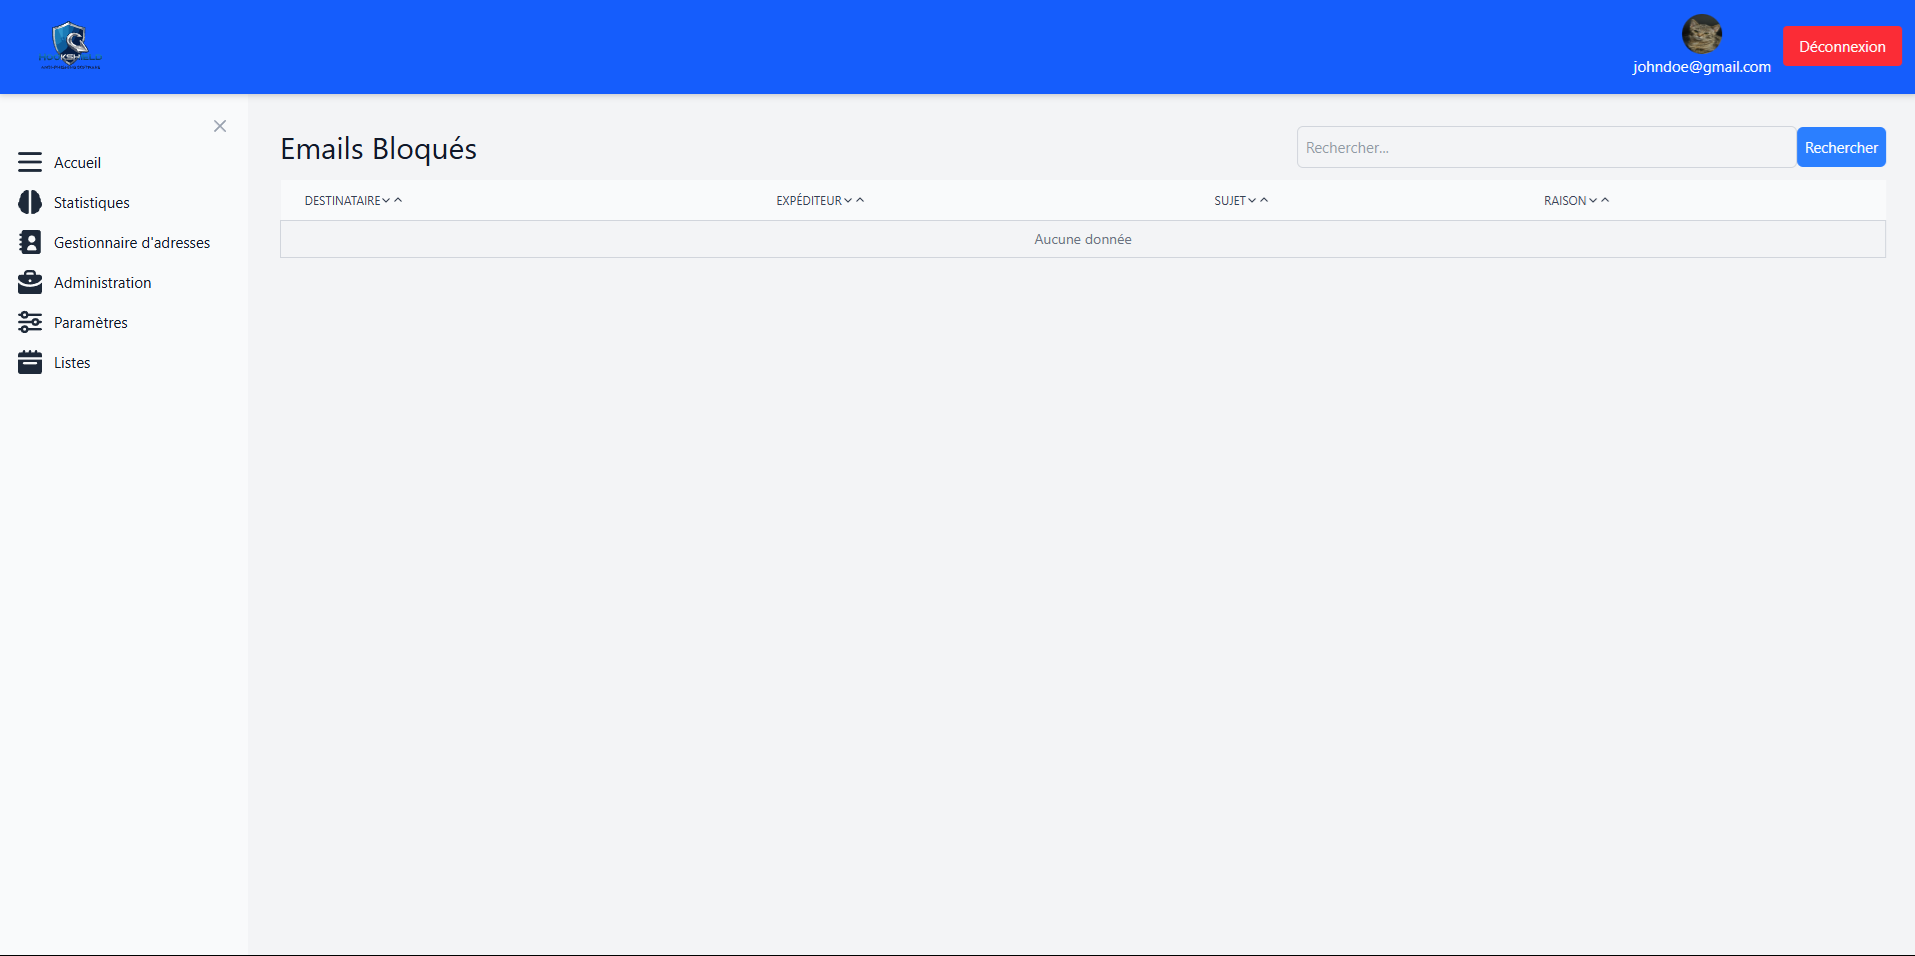 johndoe@gmail.com
Déconnexion
Accueil
Statistiques
Gestionnaire d'adresses
Administration
Paramètres
Listes
Emails Bloqués
Rechercher...
Rechercher
DESTINATAIRE
EXPÉDITEUR
SUJET
RAISON
Aucune donnée